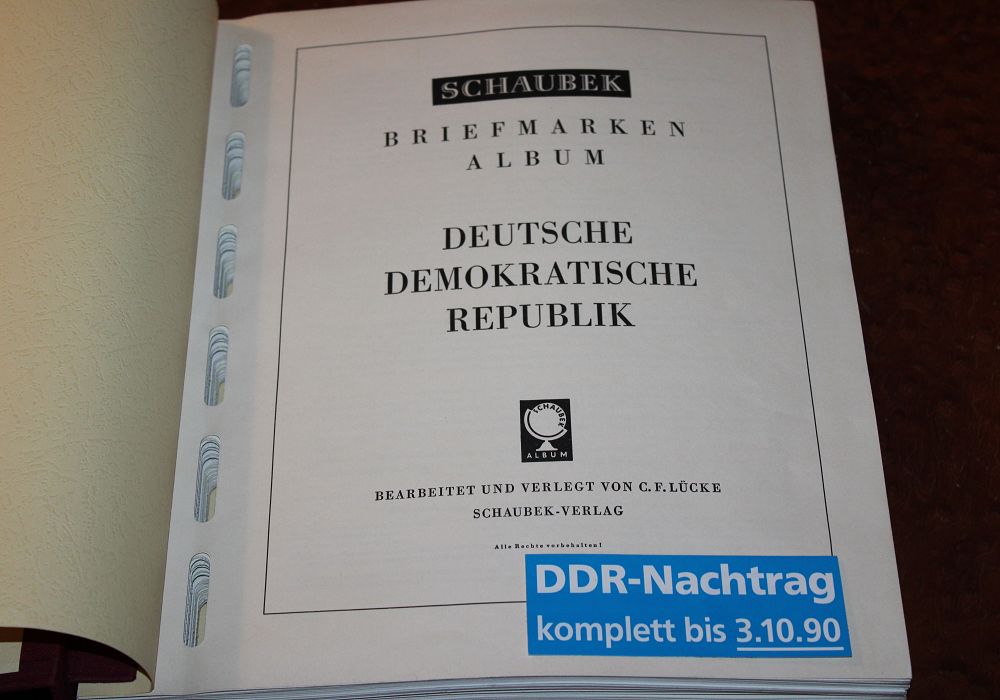 SCHAUBEK
BRIEFMARKEN
ALBUM
DEUTSCHE
DEMOKRATISCHE
REPUBLIK
SCHAUBEK
ALBUM
BEARBEITET UND VERLEGT VON C. F. LÜCKE
SCHAUBEK-VERLAG
Alle Rechte vorbehalten!
DDR-Nachtrag
komplett bis 3.10.90